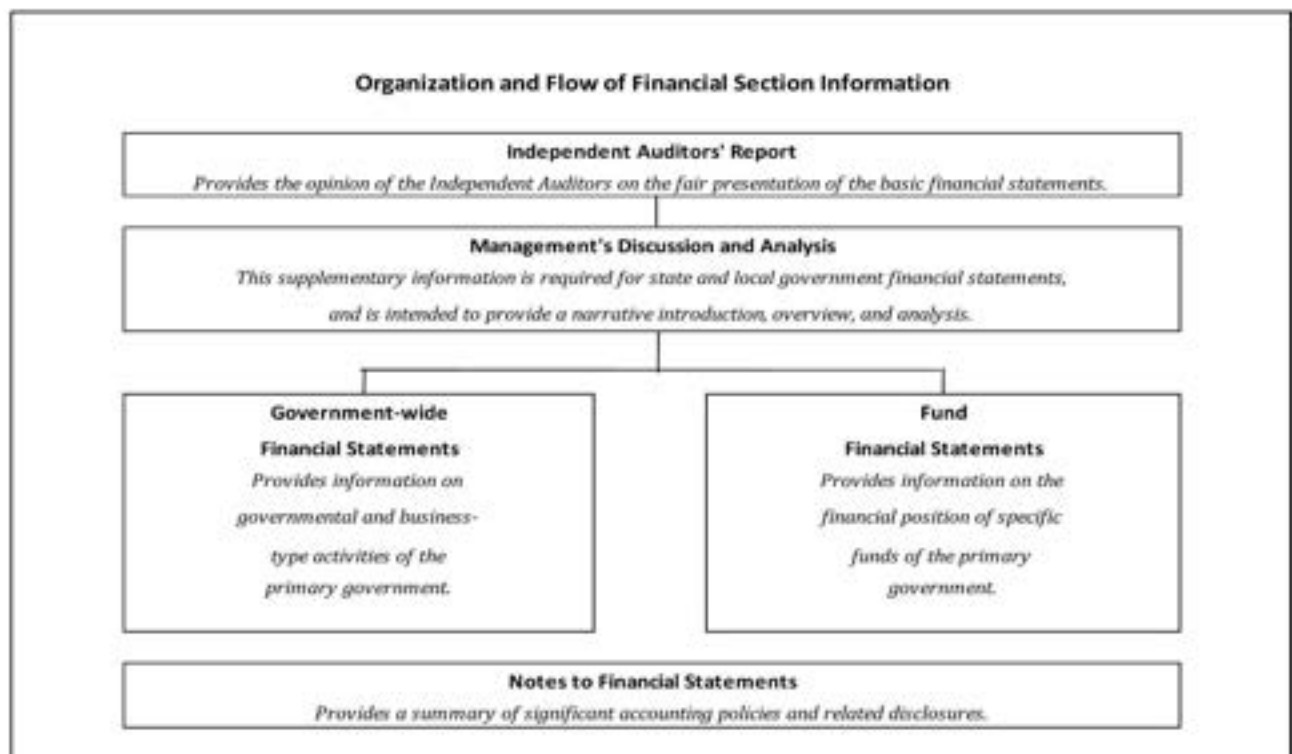 Organization and Flow of Financial Section Information
Independent Auditors' Report
Provides the opinion of the Independent Auditors on the fair presentation of the basic financial statements.
Management's Discussion and Analysis
This supplementary information is required for state and local government financial statements,
and is intended to provide a narrative introduction, overview, and analysis.
Government-wide
Financial Statements
Provides information on
governmental and business-
type activities of the
primary government.
Fund
Financial Statements
Provides information on the
financial position of specific
funds of the primary
government.
Notes to Financial Statements
Provides a summary of significant accounting policies and related disclosures.